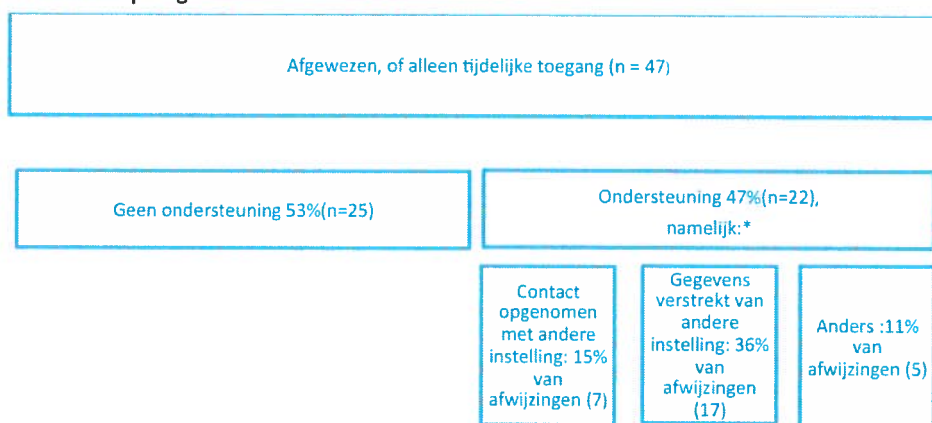 Afgewezen, of alleen tijdelijke toegang (n = 47)
Geen ondersteuning 53%(n=25)
Ondersteuning 47%(n=22),
namelijk:*
Contact
opgenomen
met andere
instelling: 15%
van
afwijzingen (7)
Gegevens
verstrekt van
andere
instelling: 36%
van
afwijzingen
(17)
Anders :11%
van
afwijzingen (5)